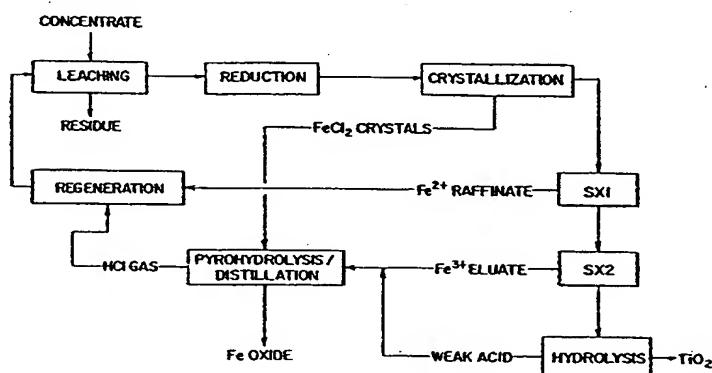 CONCENTRATE
LEACHING
REDUCTION
CRYSTALLIZATION
RESIDUE
FeCl₂ CRYSTALS
REGENERATION
Fe²⁺ RAFFINATE
SX1
HCl GAS
PYROHYDROLYSIS/
DISTILLATION
Fe³⁺ ELUATE
SX2
Fe OXIDE
WEAK ACID
HYDROLYSIS
TiO₂